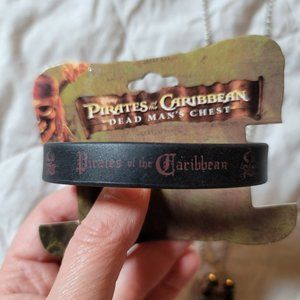 PIRATES of the CARIBBEAN
DEAD MAN'S CHEST
Pirates of the Caribbean